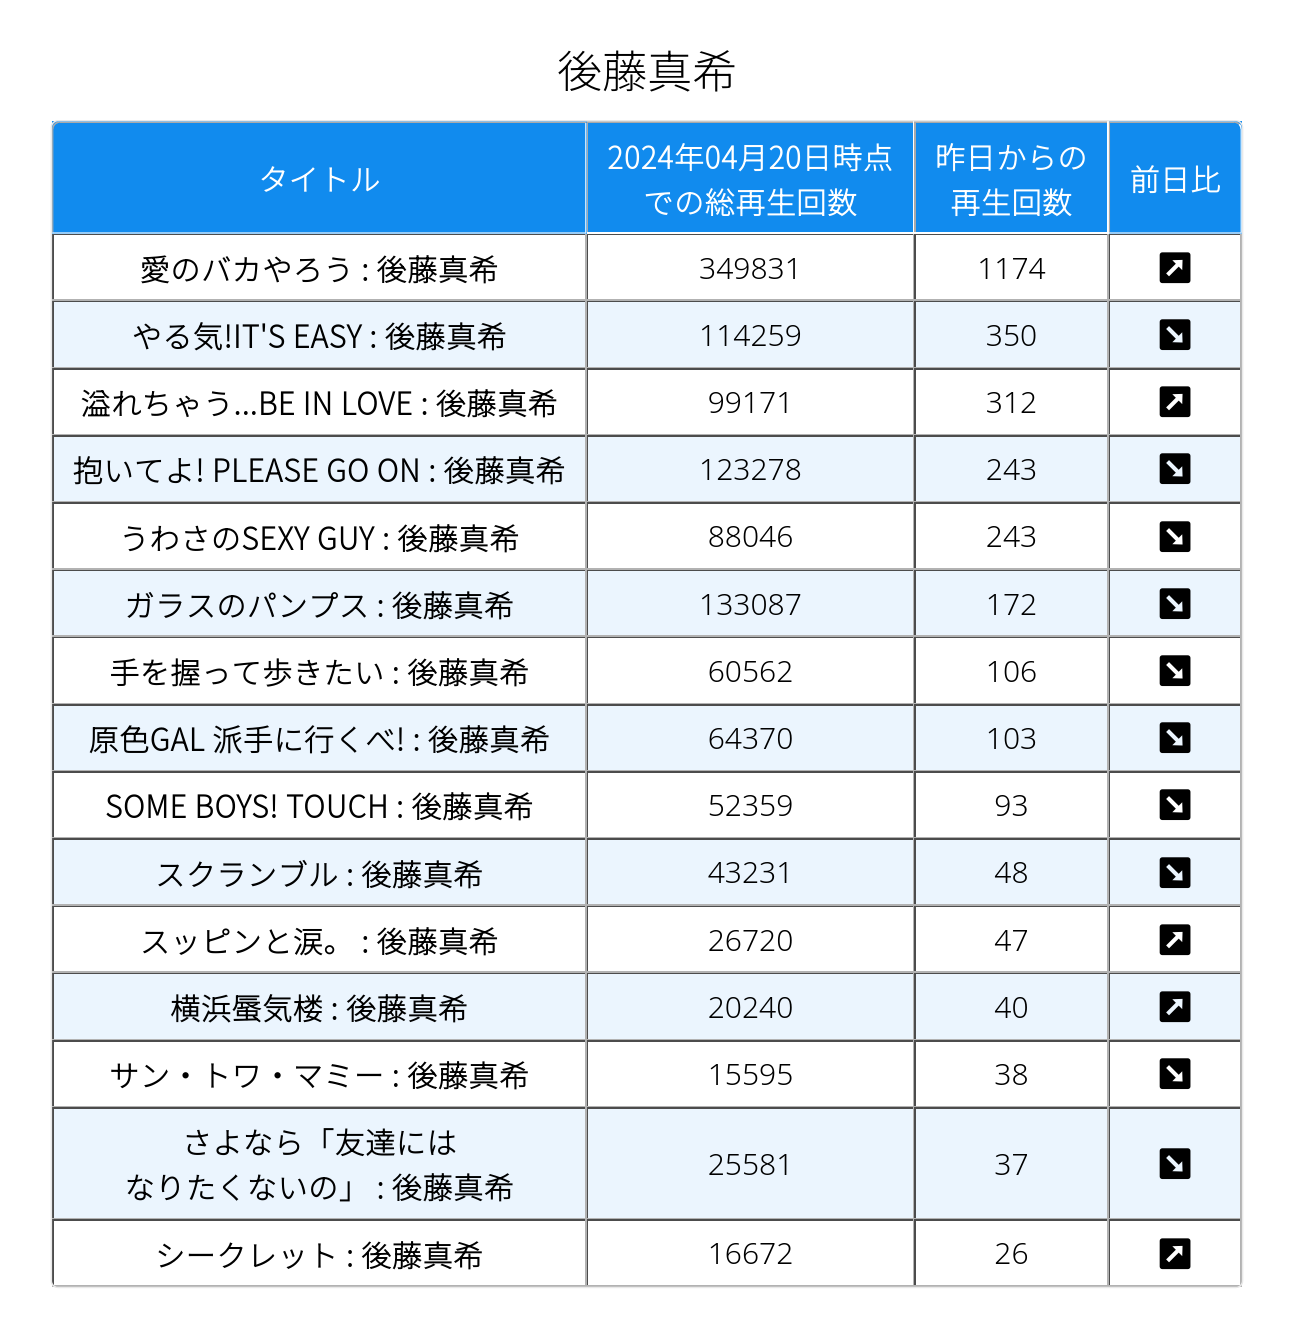 後藤真希
タイトル 2024年04月20日時点での総再生回数 昨日からの再生回数 前日比
愛のバカやろう : 後藤真希 349831 1174
やる気!IT'S EASY : 後藤真希 114259 350
溢れちゃう...BE IN LOVE : 後藤真希 99171 312
抱いてよ! PLEASE GO ON : 後藤真希 123278 243
うわさのSEXY GUY : 後藤真希 88046 243
ガラスのパンプス : 後藤真希 133087 172
手を握って歩きたい : 後藤真希 60562 106
原色GAL 派手に行くべ! : 後藤真希 64370 103
SOME BOYS! TOUCH : 後藤真希 52359 93
スクランブル : 後藤真希 43231 48
スッピンと涙。 : 後藤真希 26720 47
横浜蜃気楼 : 後藤真希 20240 40
サン・トワ・マミー : 後藤真希 15595 38
さよなら「友達には
なりたくないの」 : 後藤真希 25581 37
シークレット : 後藤真希 16672 26